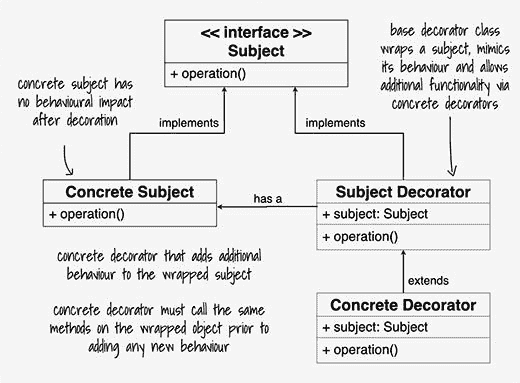 << interface >>
Subject
+ operation()
base decorator class
wraps a subject, mimics
its behaviour and allows
additional functionality via
concrete decorators
concrete subject has
no behavioural impact
after decoration
implements
implements
Concrete Subject
+ operation()
has a
Subject Decorator
+ subject: Subject
+ operation()
concrete decorator that adds additional
behaviour to the wrapped subject
concrete decorator must call the same
methods on the wrapped object prior to
adding any new behaviour
extends
Concrete Decorator
+ subject: Subject
+ operation()